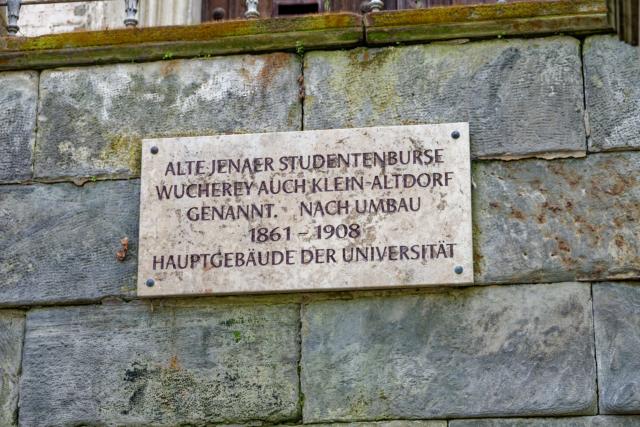 ALTE JENAER STUDENTENBURSE
WUCHEREY AUCH KLEIN-ALTDORF
GENANNT. NACH UMBAU
1861 – 1908
HAUPTGEBÄUDE DER UNIVERSITÄT